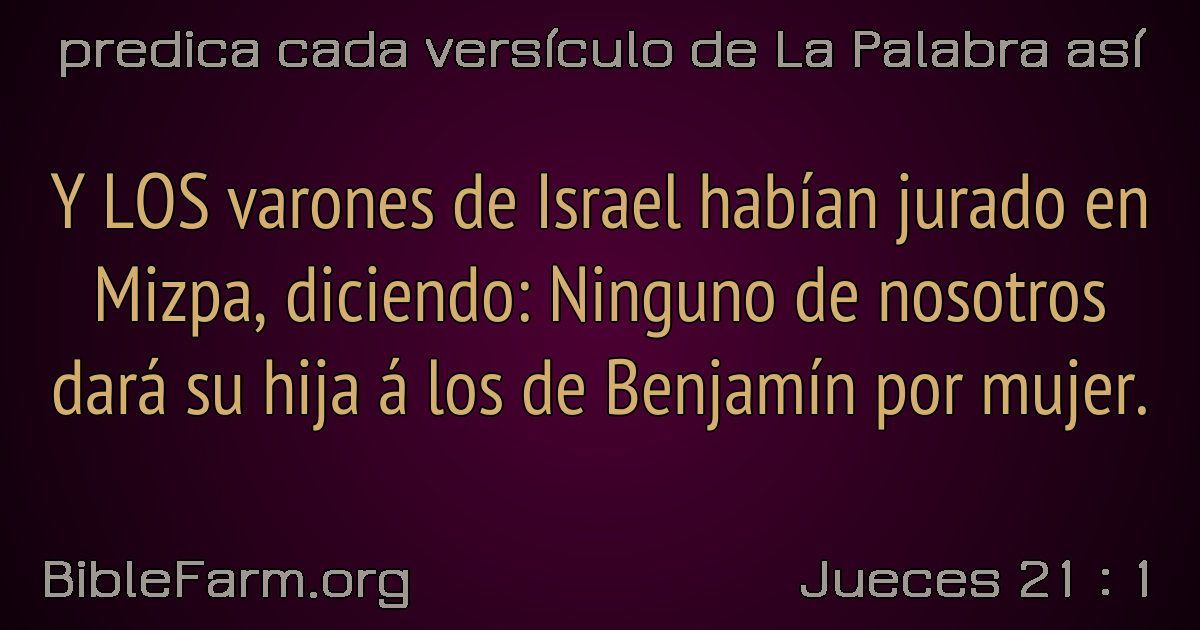 predica cada versículo de La Palabra así
Y LOS varones de Israel habían jurado en
Mizpa, diciendo: Ninguno de nosotros
dará su hija á los de Benjamín por mujer.
BibleFarm.org
Jueces 21 : 1